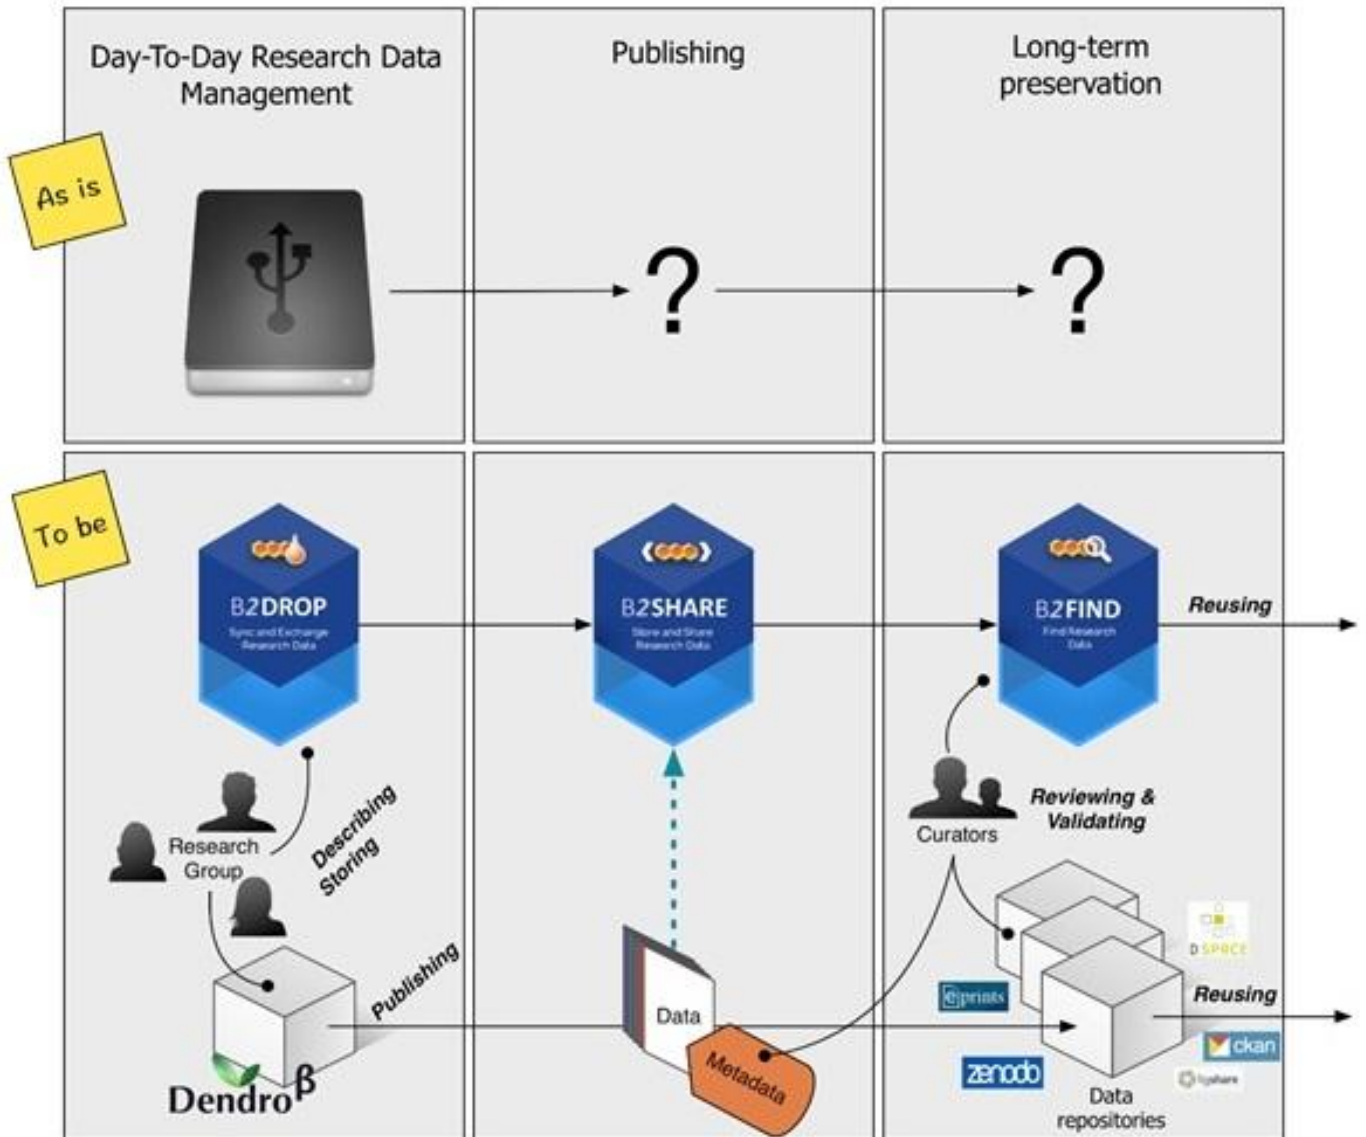 Day-To-Day Research Data
Management
Publishing
Long-term
preservation
As is
?
?
To be
B2DROP
Sync and Exchange
Research Data
B2SHARE
Store and Share
Research Data
B2FIND
Find Research
Data
Reusing
Research
Group
Describing
Storing
Curators
Reviewing &
Validating
Publishing
Dendro β
Data
Metadata
DSPACE
eprints
Reusing
ckan
zenodo
figshare
Data
repositories